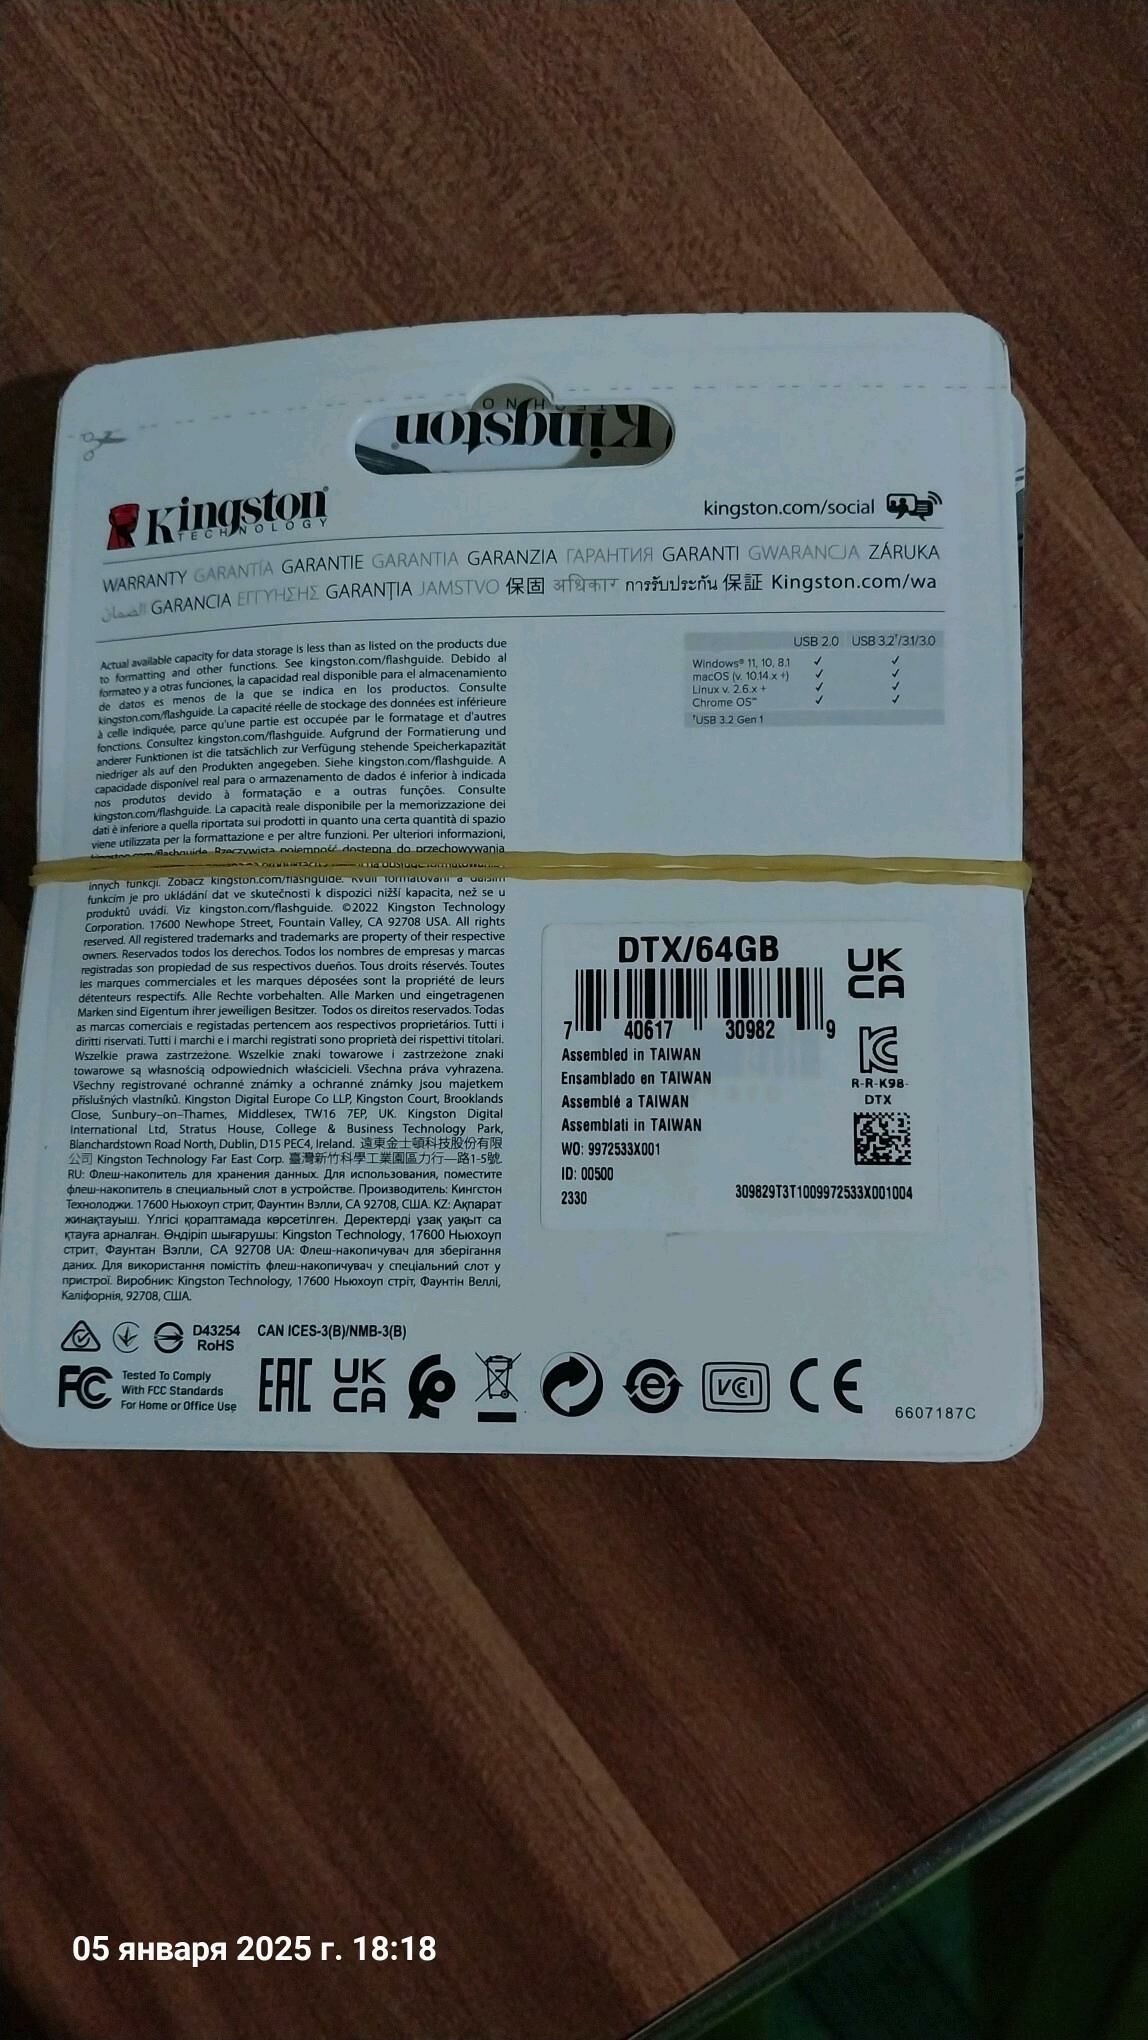 Kingston
TECHNO
Kingston
TECHNOLOGY
kingston.com/social
WARRANTY GARANTÍA GARANTIE GARANTIA GARANZIA ГАРАНТИЯ GARANTI GWARANCJA ZÁRUKA
الضمان GARANCIA ΕΓΓΥΗΣΗΣ GARANŢIA JAMSTVO 保固 अधिकार การรับประกัน 保証 Kingston.com/wa
Actual available capacity for data storage is less than as listed on the products due
to formatting and other functions. See kingston.com/flashguide. Debido al
formateo y a otras funciones, la capacidad real disponible para el almacenamiento
de datos es menos de la que se indica en los productos. Consulte
kingston.com/flashguide. La capacité réelle de stockage des données est inférieure
à celle indiquée, parce qu'une partie est occupée par le formatage et d'autres
fonctions. Consultez kingston.com/flashguide. Aufgrund der Formatierung und
anderer Funktionen ist die tatsächlich zur Verfügung stehende Speicherkapazität
niedriger als auf den Produkten angegeben. Siehe kingston.com/flashguide. A
capacidade disponível real para o armazenamento de dados é inferior à indicada
nos produtos devido à formatação e a outras funções. Consulte
kingston.com/flashguide. La capacità reale disponibile per la memorizzazione dei
dati è inferiore a quella riportata sui prodotti in quanto una certa quantità di spazio
viene utilizzata per la formattazione e per altre funzioni. Per ulteriori informazioni,
kingston.com/flashguide. Rzeczywista pojemność dostępna do przechowywania
innych funkcji. Zobacz kingston.com/flashguide. Kvůli formátování a dalším
funkcím je pro ukládání dat ve skutečnosti k dispozici nižší kapacita, než se u
produktů uvádí. Viz kingston.com/flashguide. ©2022 Kingston Technology
Corporation. 17600 Newhope Street, Fountain Valley, CA 92708 USA. All rights
reserved. All registered trademarks and trademarks are property of their respective
owners. Reservados todos los derechos. Todos los nombres de empresas y marcas
registradas son propiedad de sus respectivos dueños. Tous droits réservés. Toutes
les marques commerciales et les marques déposées sont la propriété de leurs
détenteurs respectifs. Alle Rechte vorbehalten. Alle Marken und eingetragenen
Marken sind Eigentum ihrer jeweiligen Besitzer. Todos os direitos reservados. Todas
as marcas comerciais e registadas pertencem aos respectivos proprietários. Tutti i
diritti riservati. Tutti i marchi e i marchi registrati sono proprietà dei rispettivi titolari.
Wszelkie prawa zastrzeżone. Wszelkie znaki towarowe i zastrzeżone znaki
towarowe są własnością odpowiednich właścicieli. Všechna práva vyhrazena.
Všechny registrované ochranné známky a ochranné známky jsou majetkem
příslušných vlastníků. Kingston Digital Europe Co LLP, Kingston Court, Brooklands
Close, Sunbury-on-Thames, Middlesex, TW16 7EP, UK. Kingston Digital
International Ltd, Stratus House, College & Business Technology Park,
Blanchardstown Road North, Dublin, D15 PEC4, Ireland. 遠東金士頓科技股份有限
公司 Kingston Technology Far East Corp. 臺灣新竹科學工業園區力行一路1-5號.
RU: Флеш-накопитель для хранения данных. Для использования, поместите
флеш-накопитель в специальный слот в устройстве. Производитель: Кингстон
Технолоджи. 17600 Ньюхоуп стрит, Фаунтин Вэлли, CA 92708, США. KZ: Ақпарат
жинақтауыш. Үлгісі қораптамада көрсетілген. Деректерді ұзақ уақыт са
қтауға арналған. Өндіріп шығарушы: Kingston Technology, 17600 Ньюхоуп
стрит, Фаунтан Вэлли, CA 92708 UA: Флеш-накопичувач для зберігання
даних. Для використання помістіть флеш-накопичувач у спеціальний слот у
пристрої. Виробник: Kingston Technology, 17600 Ньюхоуп стріт, Фаунтін Веллі,
Каліфорнія, 92708, США.
USB 2.0 USB 3.2†/3.1/3.0
Windows® 11, 10, 8.1 ✓ ✓
macOS (v. 10.14.x +) ✓ ✓
Linux v. 2.6.x + ✓ ✓
Chrome OS™ ✓ ✓
†USB 3.2 Gen 1
DTX/64GB
7 40617 30982 9
Assembled in TAIWAN
Ensamblado en TAIWAN
Assemblé a TAIWAN
Assemblati in TAIWAN
WO: 9972533X001
ID: 00500
2330
309829T3T1009972533X001004
UK
CA
R-R-K98-
DTX
D43254
RoHS
CAN ICES-3(B)/NMB-3(B)
FC
Tested To Comply
With FCC Standards
For Home or Office Use
EAC
UK
CA
VCI
CE
6607187C
05 января 2025 г. 18:18